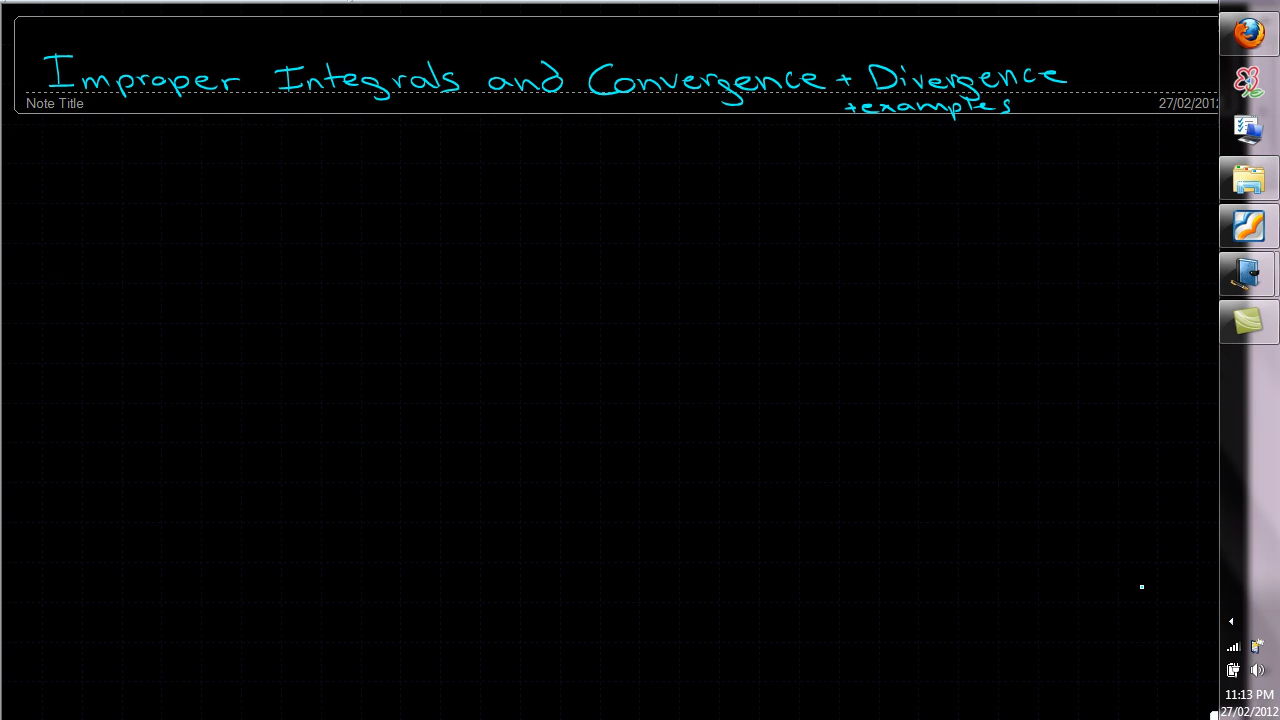 Improper Integrals and Convergence + Divergence
+examples
Note Title
27/02/2012
11:13 PM
27/02/2012